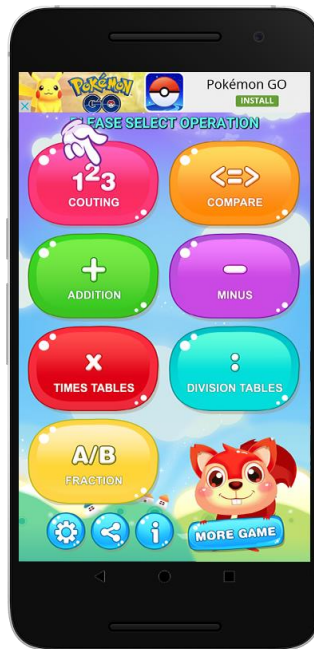 Pokémon GO
Pokémon GO
INSTALL
PLEASE SELECT OPERATION
123
COUTING
<=>
COMPARE
+
ADDITION
-
MINUS
x
TIMES TABLES
:
DIVISION TABLES
A/B
FRACTION
i
MORE GAME